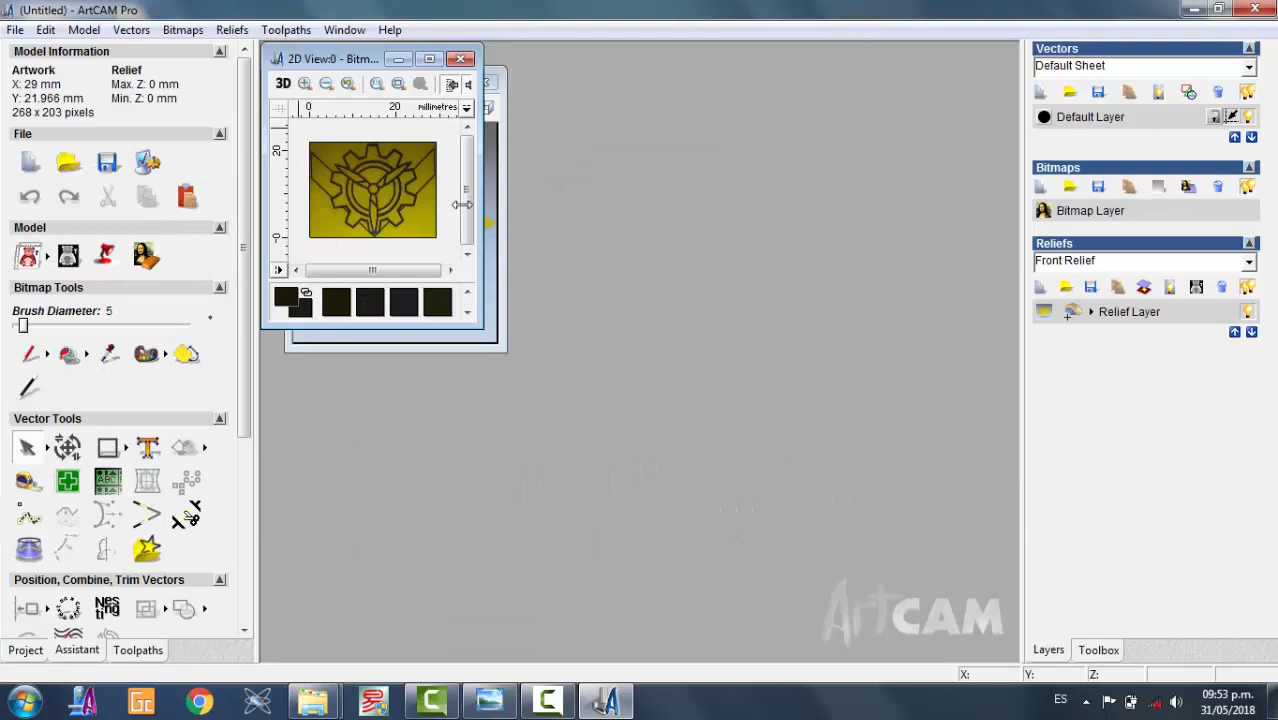 (Untitled) - ArtCAM Pro
File Edit Model Vectors Bitmaps Reliefs Toolpaths Window Help
Model Information
Artwork Relief
X: 29 mm Max. Z: 0 mm
Y: 21.966 mm Min. Z: 0 mm
268 x 203 pixels
File
Model
Bitmap Tools
Brush Diameter: 5
Vector Tools
ABC
Position, Combine, Trim Vectors
Nes
ting
Project Assistant Toolpaths
2D View:0 - Bitm...
3D
0 20 millimetres
20
0
ArtCAM
Vectors
Default Sheet
Default Layer
Bitmaps
Bitmap Layer
Reliefs
Front Relief
Relief Layer
Layers Toolbox
X: Y: Z:
Gc
C
C
ES
09:53 p.m.
31/05/2018